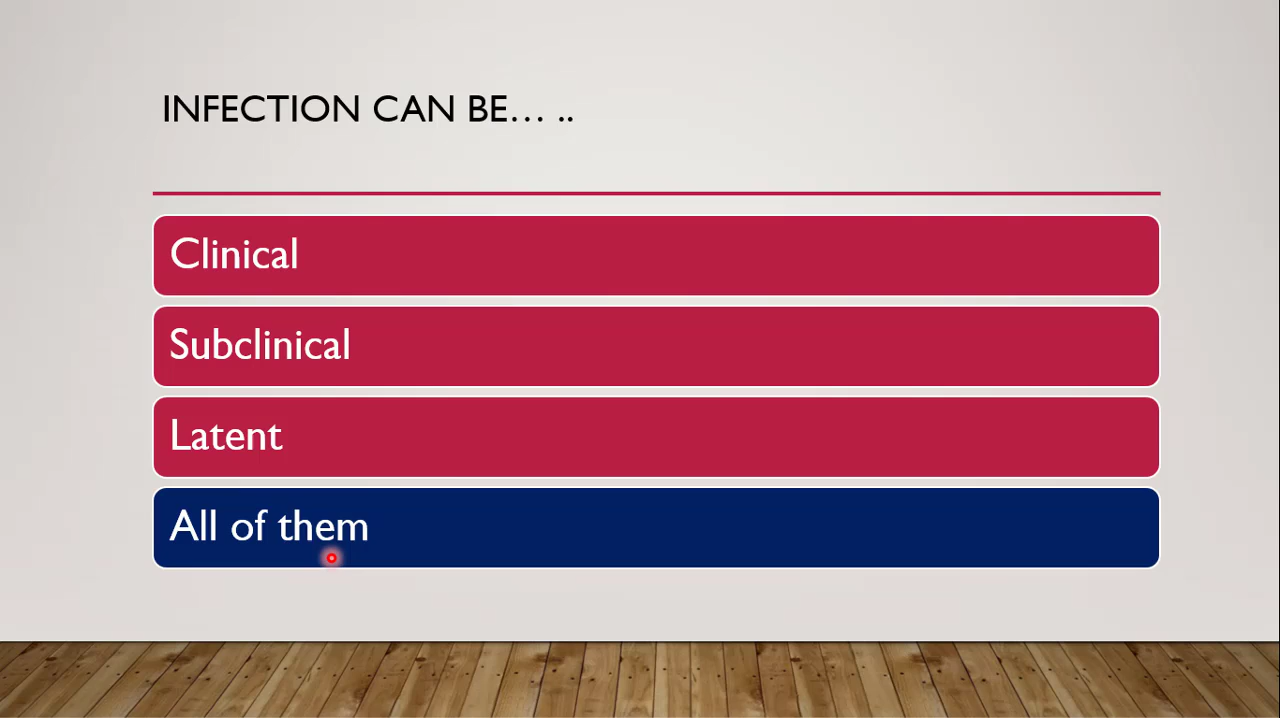 INFECTION CAN BE… ..
Clinical
Subclinical
Latent
All of them